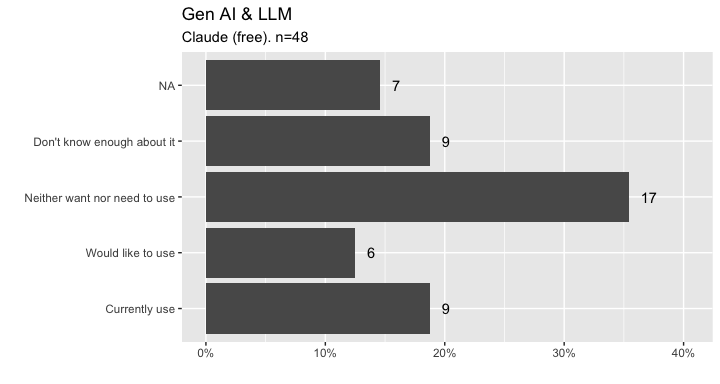 Gen AI & LLM
Claude (free). n=48
NA 7
Don't know enough about it 9
Neither want nor need to use 17
Would like to use 6
Currently use 9
0% 10% 20% 30% 40%